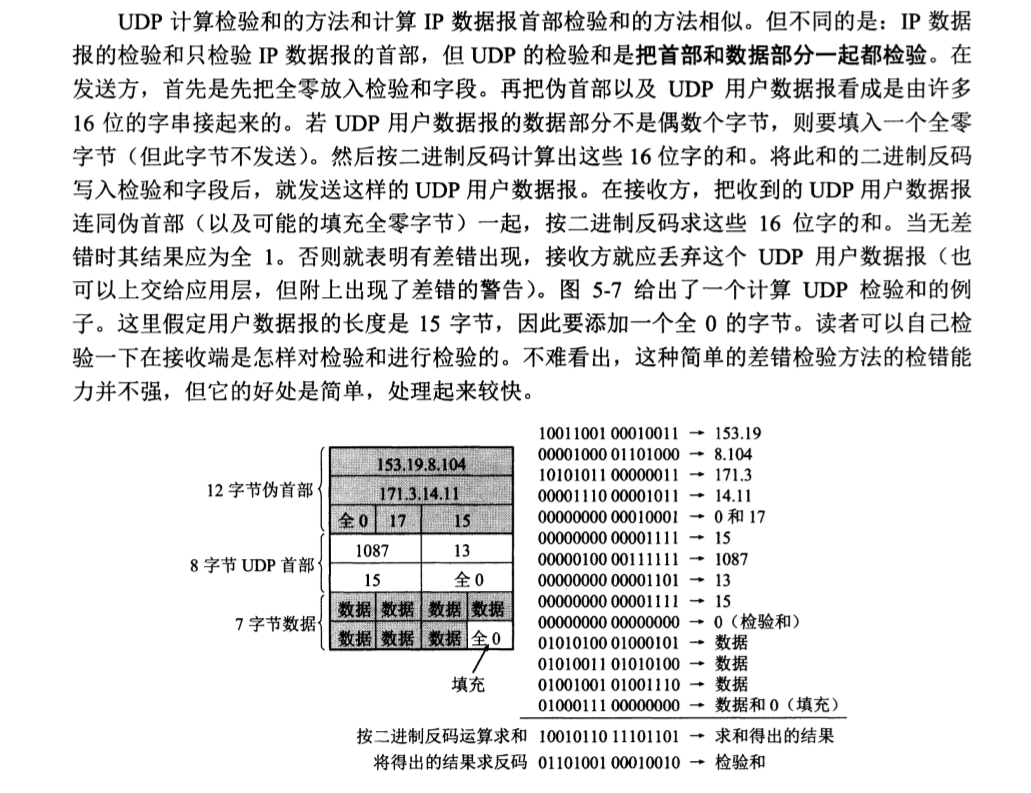 UDP 计算检验和的方法和计算 IP 数据报首部检验和的方法相似。但不同的是：IP 数据
报的检验和只检验 IP 数据报的首部，但 UDP 的检验和是把首部和数据部分一起都检验。在
发送方，首先是先把全零放入检验和字段。再把伪首部以及 UDP 用户数据报看成是由许多
16 位的字串接起来的。若 UDP 用户数据报的数据部分不是偶数个字节，则要填入一个全零
字节（但此字节不发送）。然后按二进制反码计算出这些 16 位字的和。将此和的二进制反码
写入检验和字段后，就发送这样的 UDP 用户数据报。在接收方，把收到的 UDP 用户数据报
连同伪首部（以及可能的填充全零字节）一起，按二进制反码求这些 16 位字的和。当无差
错时其结果应为全 1。否则就表明有差错出现，接收方就应丢弃这个 UDP 用户数据报（也
可以上交给应用层，但附上出现了差错的警告）。图 5-7 给出了一个计算 UDP 检验和的例
子。这里假定用户数据报的长度是 15 字节，因此要添加一个全 0 的字节。读者可以自己检
验一下在接收端是怎样对检验和进行检验的。不难看出，这种简单的差错检验方法的检错能
力并不强，但它的好处是简单，处理起来较快。
12 字节伪首部
153.19.8.104
171.3.14.11
全 0 17 15
8 字节 UDP 首部
1087 13
15 全 0
7 字节数据
数据 数据 数据 数据
数据 数据 数据 全 0
填充
10011001 00010011 → 153.19
00001000 01101000 → 8.104
10101011 00000011 → 171.3
00001110 00001011 → 14.11
00000000 00010001 → 0 和 17
00000000 00001111 → 15
00000100 00111111 → 1087
00000000 00001101 → 13
00000000 00001111 → 15
00000000 00000000 → 0（检验和）
01010100 01000101 → 数据
01010011 01010100 → 数据
01001001 01001110 → 数据
01000111 00000000 → 数据和 0（填充）
按二进制反码运算求和 10010110 11101101 → 求和得出的结果
将得出的结果求反码 01101001 00010010 → 检验和